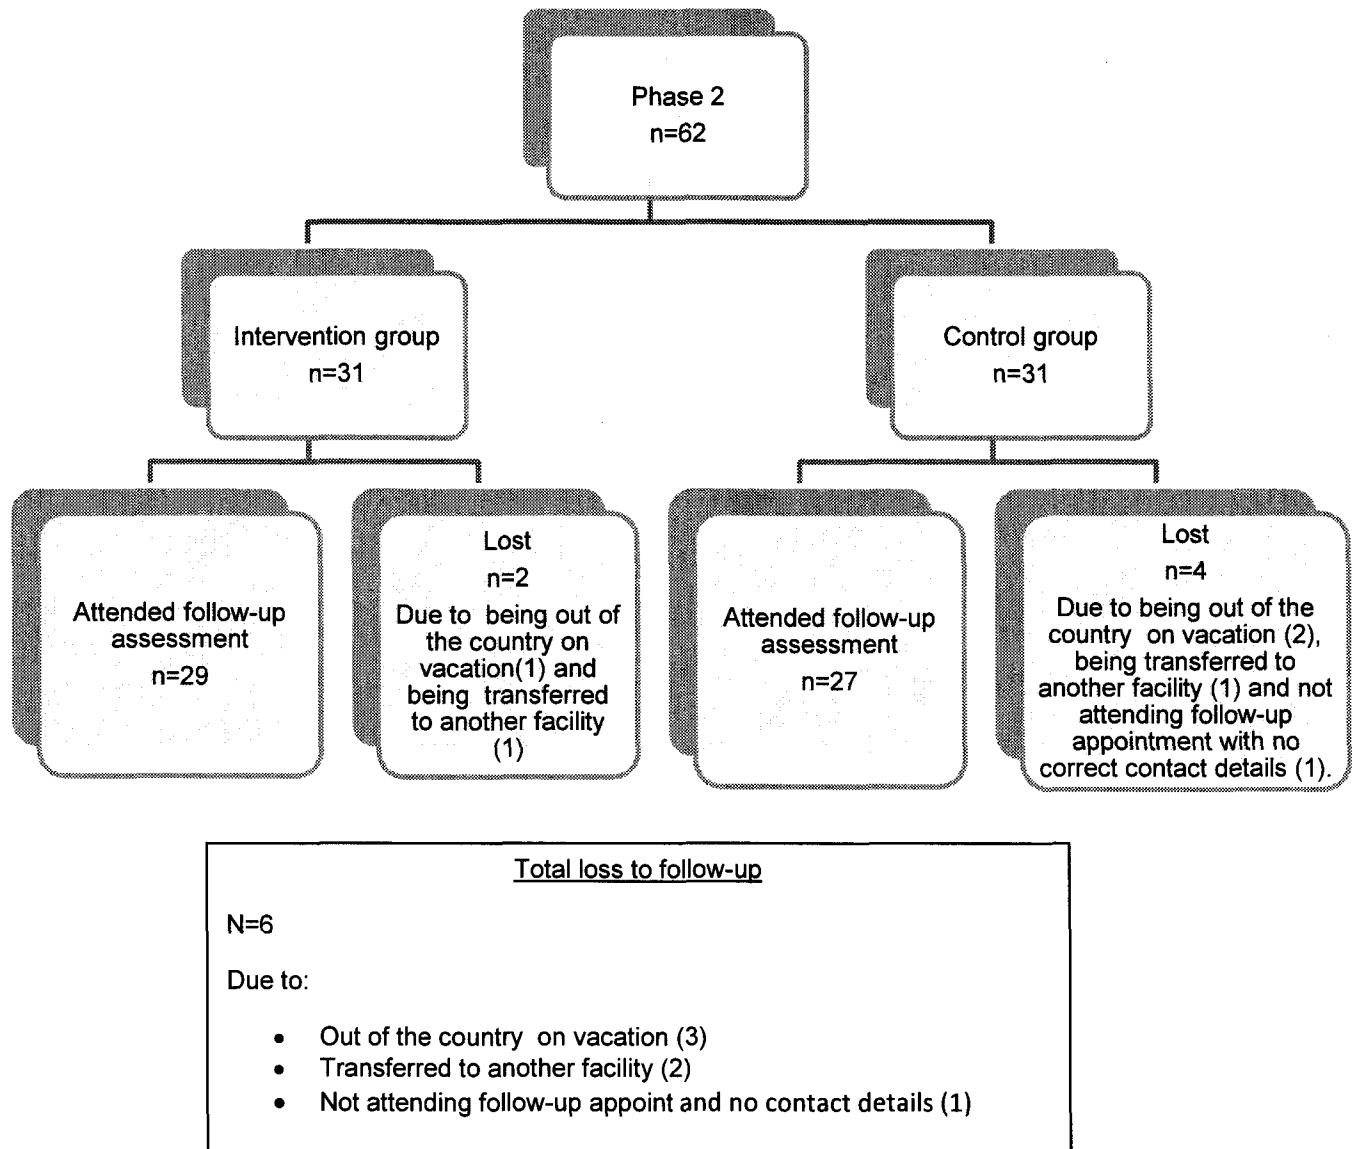 Phase 2
n=62
Intervention group
n=31
Control group
n=31
Attended follow-up
assessment
n=29
Lost
n=2
Due to being out of
the country on
vacation(1) and
being transferred
to another facility
(1)
Attended follow-up
assessment
n=27
Lost
n=4
Due to being out of the
country on vacation (2),
being transferred to
another facility (1) and not
attending follow-up
appointment with no
correct contact details (1).
Total loss to follow-up
N=6
Due to:
• Out of the country on vacation (3)
• Transferred to another facility (2)
• Not attending follow-up appoint and no contact details (1)